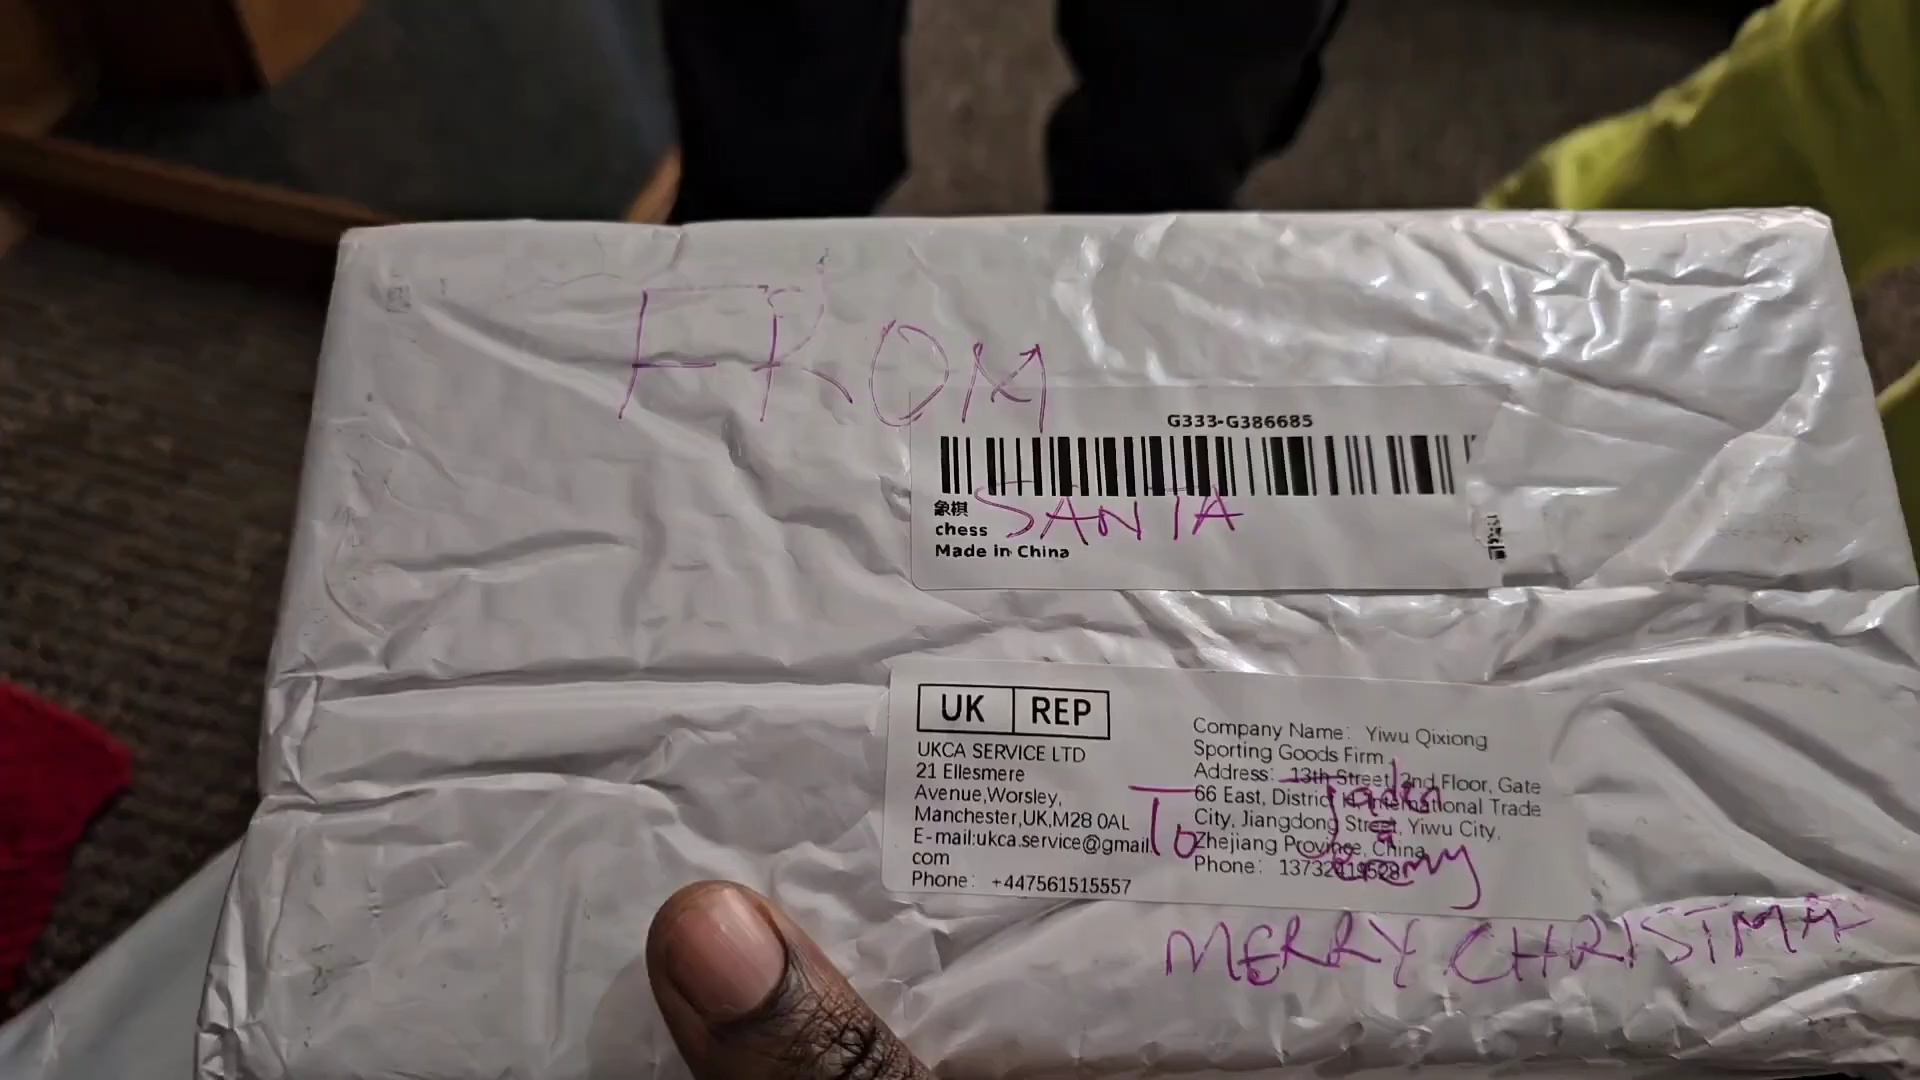 FROM
G333-G386685
象棋
SANTA
chess
Made in China
UK REP
UKCA SERVICE LTD
21 Ellesmere
Avenue,Worsley,
Manchester,UK,M28 0AL
E-mail:ukca.service@gmail.
com
Phone: +447561515557
Company Name: Yiwu Qixiong
Sporting Goods Firm
Address: 13th Street, 2nd Floor, Gate
66 East, District H, International Trade
City, Jiangdong Street, Yiwu City,
Zhejiang Province, China
Phone:
To Jaden
&
Jeremy
MERRY CHRISTMAS